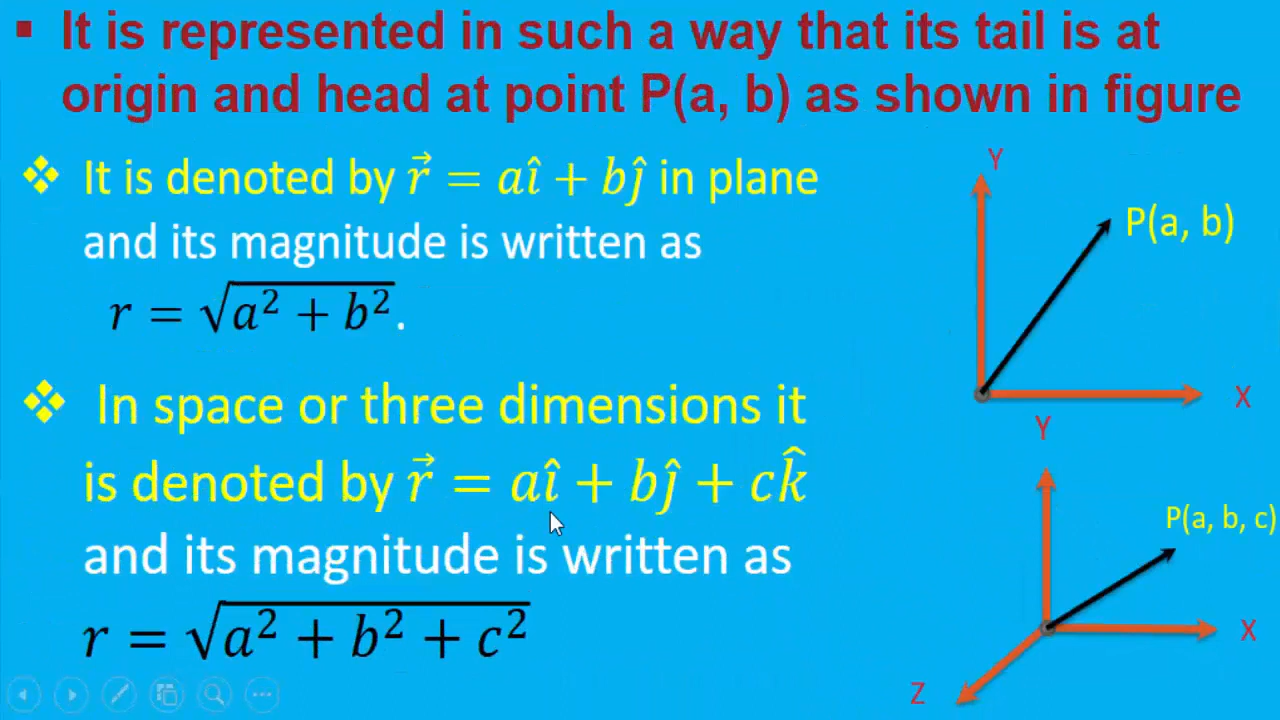 ▪ It is represented in such a way that its tail is at
origin and head at point P(a, b) as shown in figure
❖ It is denoted by r⃗ = aî + bĵ in plane
and its magnitude is written as
r = √(a² + b²).
❖ In space or three dimensions it
is denoted by r⃗ = aî + bĵ + ck̂
and its magnitude is written as
r = √(a² + b² + c²)
Y
P(a, b)
X
Y
P(a, b, c)
X
Z